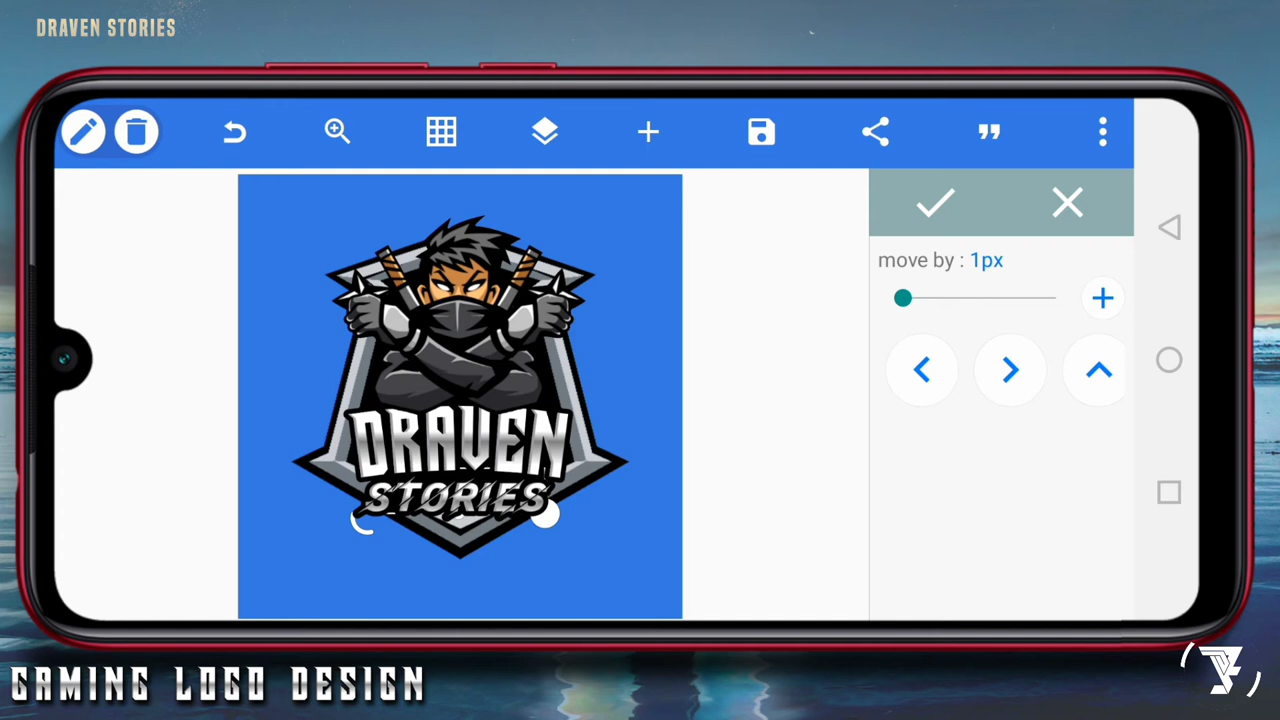 DRAVEN STORIES
move by : 1px
DRAVEN
STORIES
GAMING LOGO DESIGN